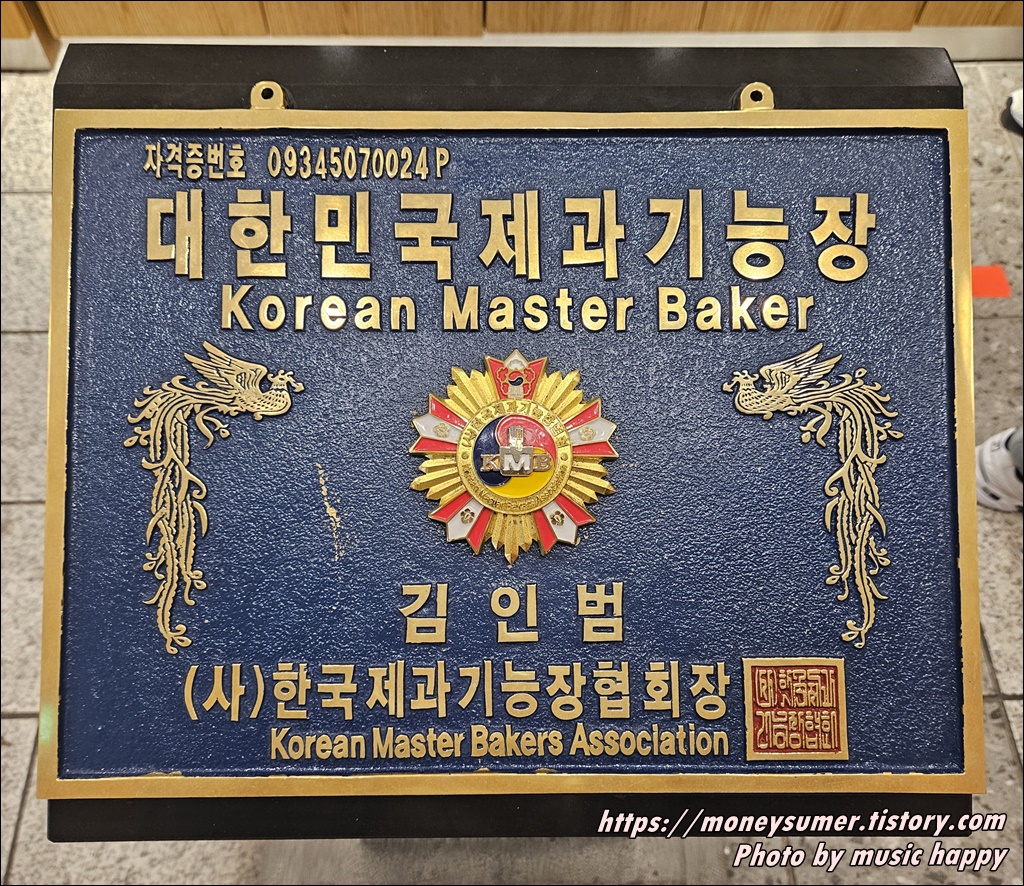 자격증번호 09345070024P
대한민국제과기능장
Korean Master Baker
KMB
김인범
(사)한국제과기능장협회장
Korean Master Bakers Association
https://moneysumer.tistory.com
Photo by music happy